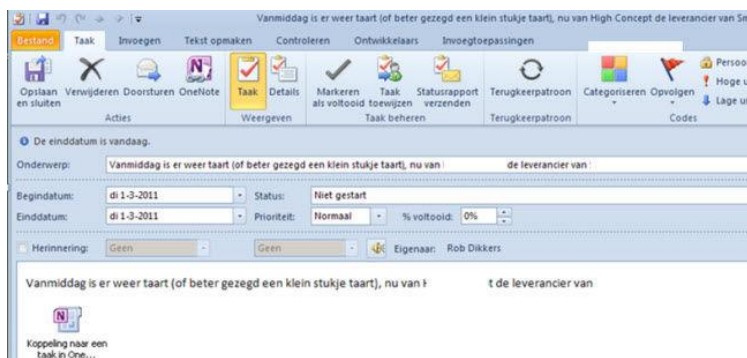 Vanmiddag is er weer taart (of beter gezegd een klein stukje taart), nu van High Concept de leverancier van
Bestand Taak Invoegen Tekst opmaken Controleren Ontwikkelaars Invoegtoepassingen
Opslaan en sluiten Verwijderen Doorsturen OneNote Taak Details Markeren als voltooid Taak toewijzen Statusrapport verzenden Terugkeerpatroon Categoriseren Opvolgen
Hoge
Lage
Acties Weergeven Taak beheren Terugkeerpatroon Codes
De einddatum is vandaag.
Onderwerp: Vanmiddag is er weer taart (of beter gezegd een klein stukje taart), nu van de leverancier van
Begindatum: di 1-3-2011 Status: Niet gestart
Einddatum: di 1-3-2011 Prioriteit: Normaal % voltooid: 0%
Herinnering: Geen Geen Eigenaar: Rob Dikkers
Vanmiddag is er weer taart (of beter gezegd een klein stukje taart), nu van t de leverancier van
Koppeling naar een
taak in One...